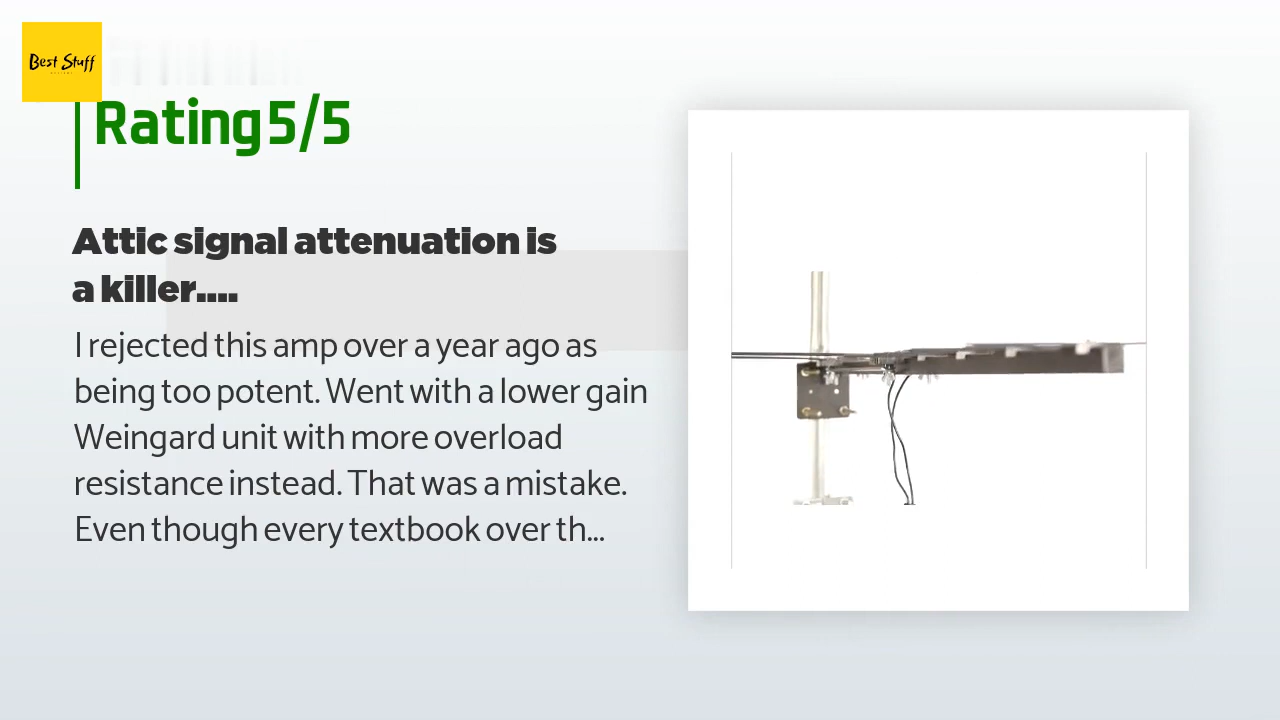 Best Stuff
Rating 5/5
Attic signal attenuation is
a killer....
I rejected this amp over a year ago as
being too potent. Went with a lower gain
Weingard unit with more overload
resistance instead. That was a mistake.
Even though every textbook over th...